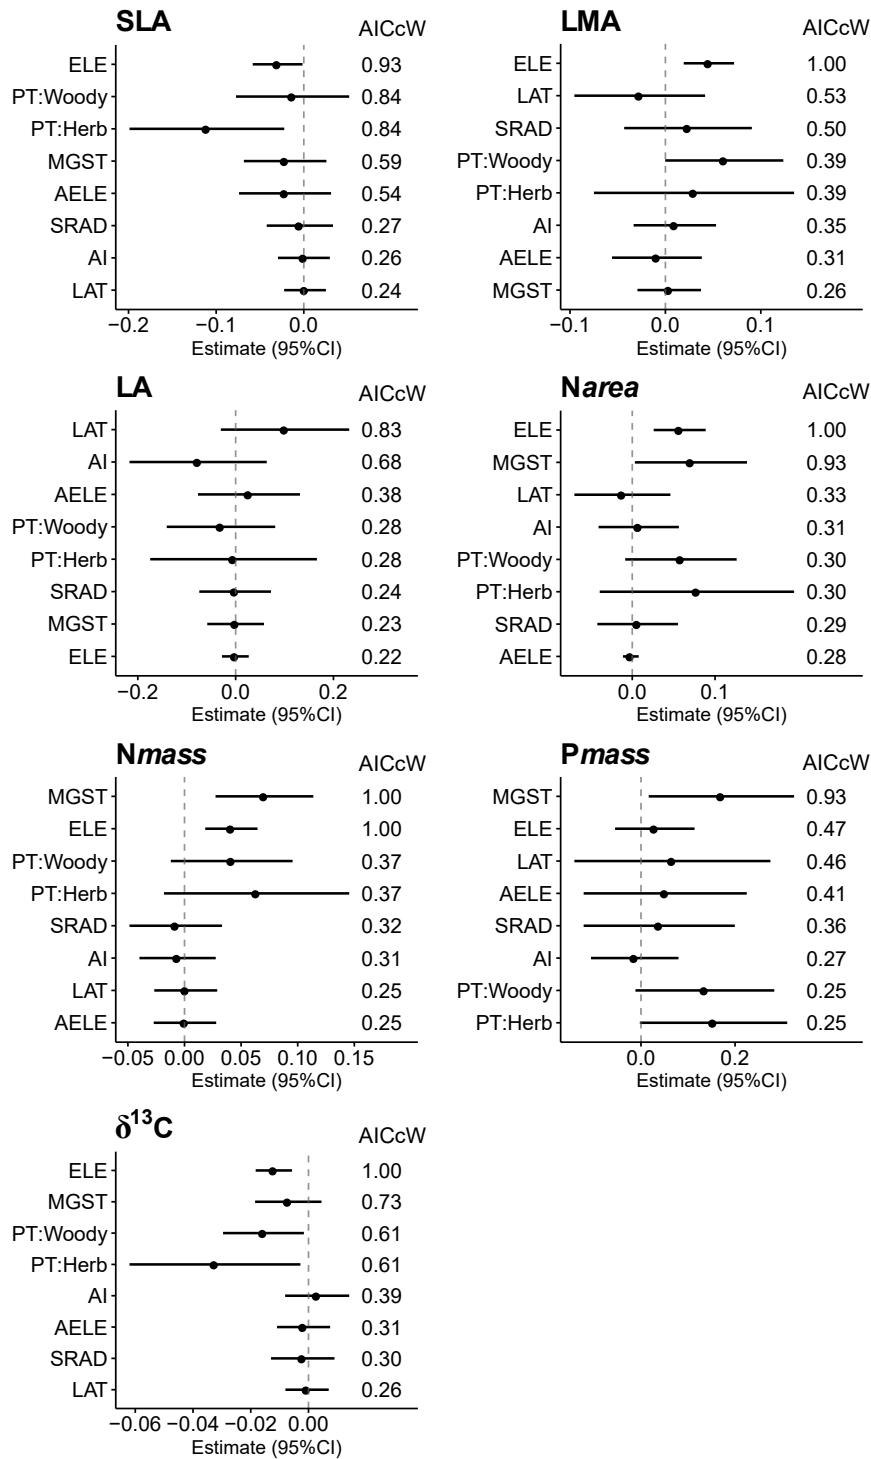 SLA
AICcW
ELE 0.93
PT:Woody 0.84
PT:Herb 0.84
MGST 0.59
AELE 0.54
SRAD 0.27
AI 0.26
LAT 0.24
−0.2 −0.1 0.0
Estimate (95%CI)
LMA
AICcW
ELE 1.00
LAT 0.53
SRAD 0.50
PT:Woody 0.39
PT:Herb 0.39
AI 0.35
AELE 0.31
MGST 0.26
−0.1 0.0 0.1
Estimate (95%CI)
LA
AICcW
LAT 0.83
AI 0.68
AELE 0.38
PT:Woody 0.28
PT:Herb 0.28
SRAD 0.24
MGST 0.23
ELE 0.22
−0.2 0.0 0.2
Estimate (95%CI)
Narea
AICcW
ELE 1.00
MGST 0.93
LAT 0.33
AI 0.31
PT:Woody 0.30
PT:Herb 0.30
SRAD 0.29
AELE 0.28
0.0 0.1
Estimate (95%CI)
Nmass
AICcW
MGST 1.00
ELE 1.00
PT:Woody 0.37
PT:Herb 0.37
SRAD 0.32
AI 0.31
LAT 0.25
AELE 0.25
−0.05 0.00 0.05 0.10 0.15
Estimate (95%CI)
Pmass
AICcW
MGST 0.93
ELE 0.47
LAT 0.46
AELE 0.41
SRAD 0.36
AI 0.27
PT:Woody 0.25
PT:Herb 0.25
0.0 0.2
Estimate (95%CI)
δ¹³C
AICcW
ELE 1.00
MGST 0.73
PT:Woody 0.61
PT:Herb 0.61
AI 0.39
AELE 0.31
SRAD 0.30
LAT 0.26
−0.06 −0.04 −0.02 0.00
Estimate (95%CI)